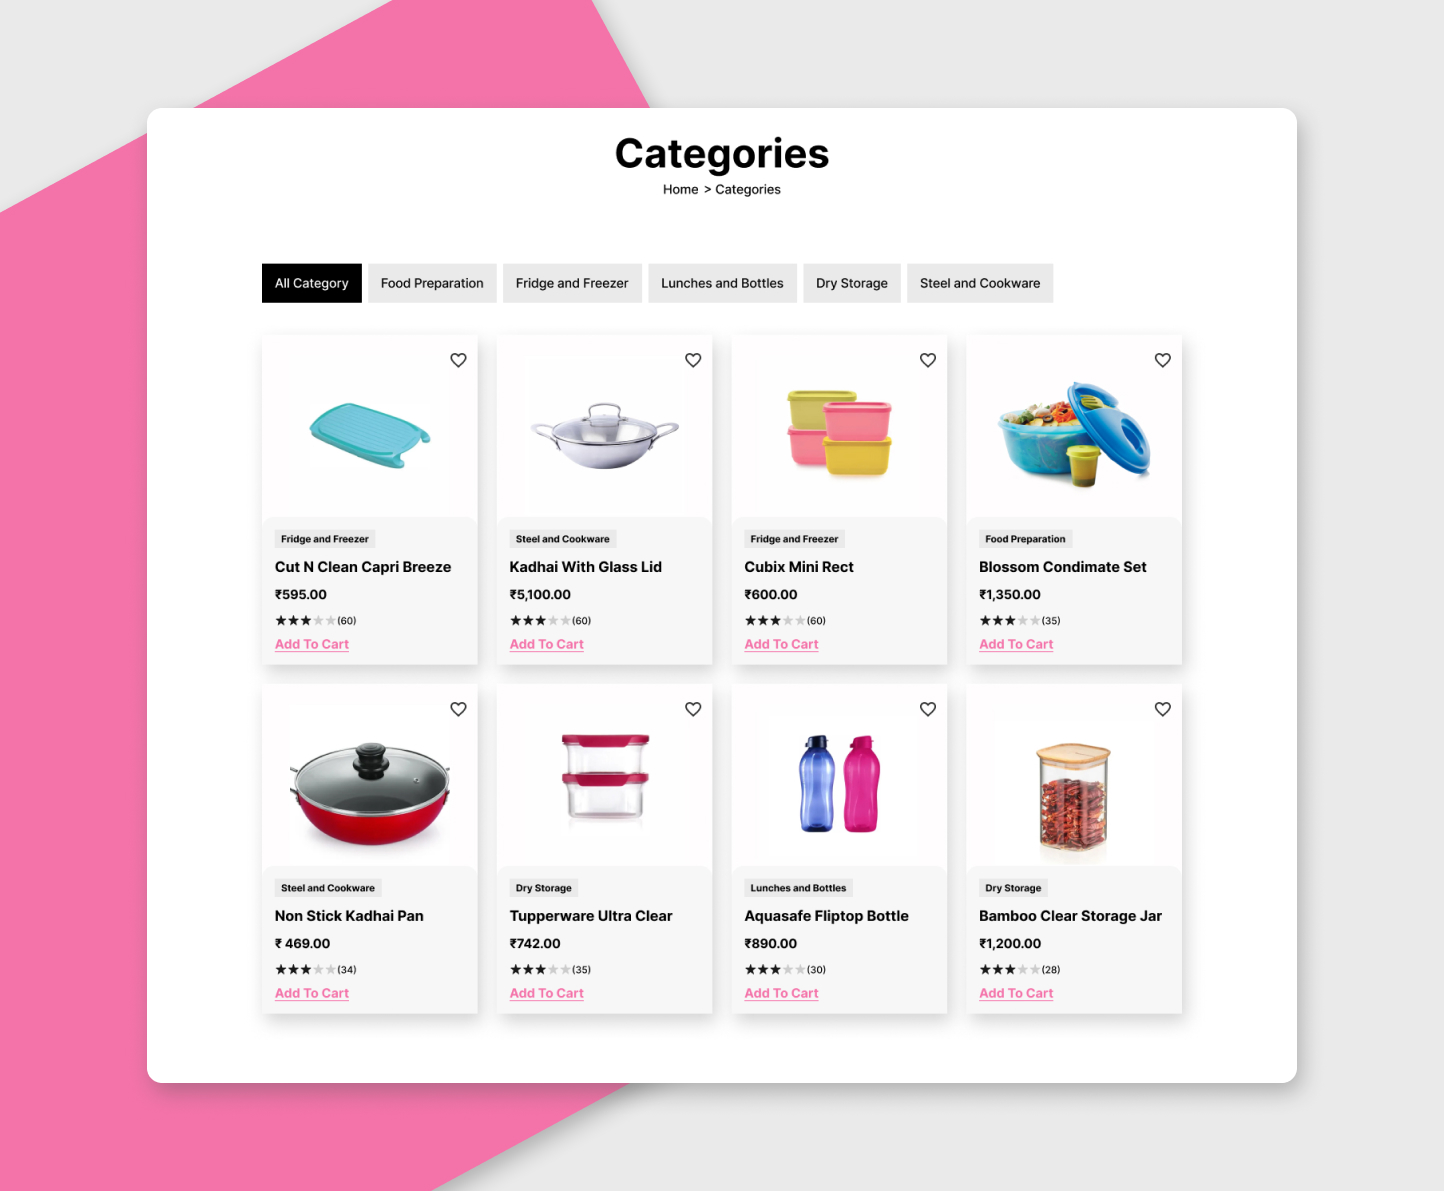 Categories
Home > Categories
All Category
Food Preparation
Fridge and Freezer
Lunches and Bottles
Dry Storage
Steel and Cookware
Fridge and Freezer
Cut N Clean Capri Breeze
₹595.00
★★★★★(60)
Add To Cart
Steel and Cookware
Kadhai With Glass Lid
₹5,100.00
★★★★★(60)
Add To Cart
Fridge and Freezer
Cubix Mini Rect
₹600.00
★★★★★(60)
Add To Cart
Food Preparation
Blossom Condimate Set
₹1,350.00
★★★★★(35)
Add To Cart
Steel and Cookware
Non Stick Kadhai Pan
₹ 469.00
★★★★★(34)
Add To Cart
Dry Storage
Tupperware Ultra Clear
₹742.00
★★★★★(35)
Add To Cart
Lunches and Bottles
Aquasafe Fliptop Bottle
₹890.00
★★★★★(30)
Add To Cart
Dry Storage
Bamboo Clear Storage Jar
₹1,200.00
★★★★★(28)
Add To Cart